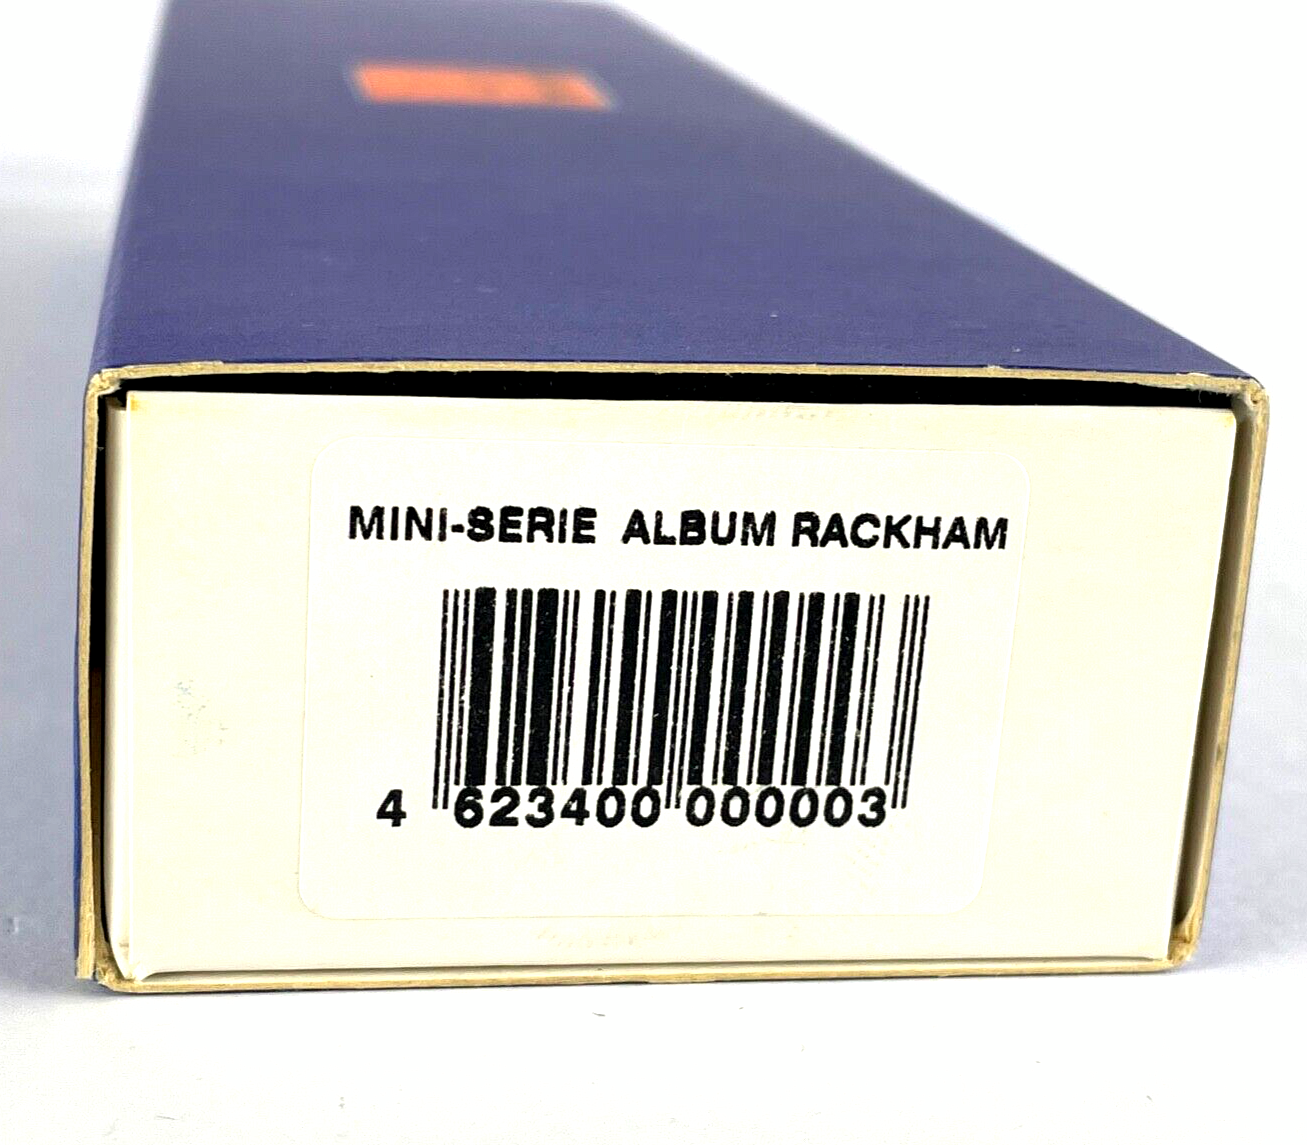 MINI-SERIE ALBUM RACKHAM
4 623400 000003